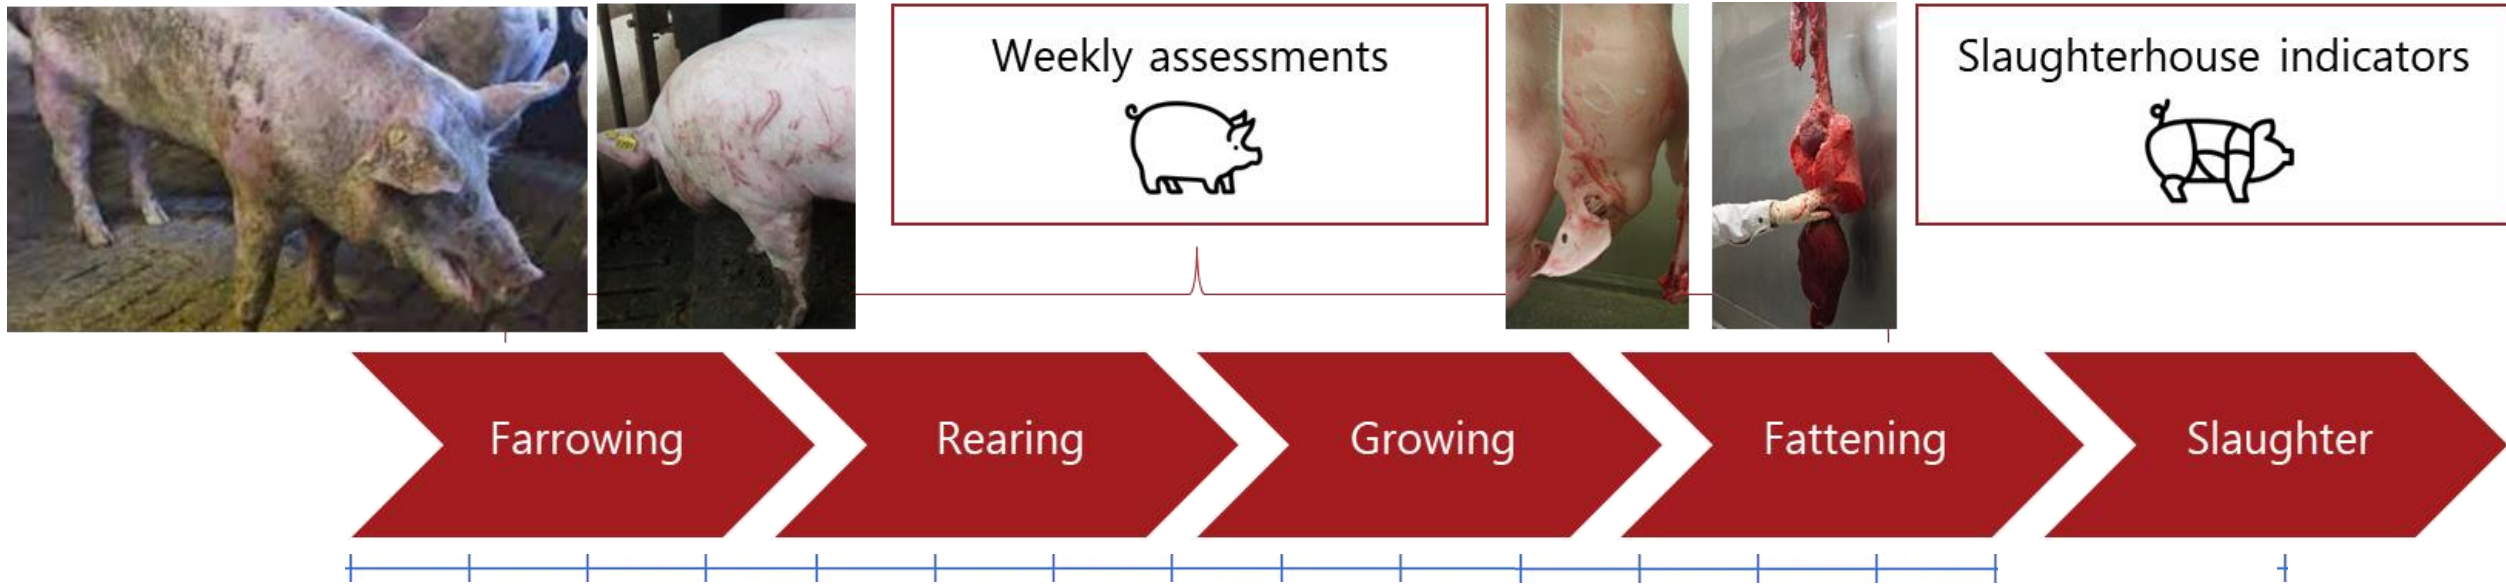 Weekly assessments
Slaughterhouse indicators
Farrowing
Rearing
Growing
Fattening
Slaughter